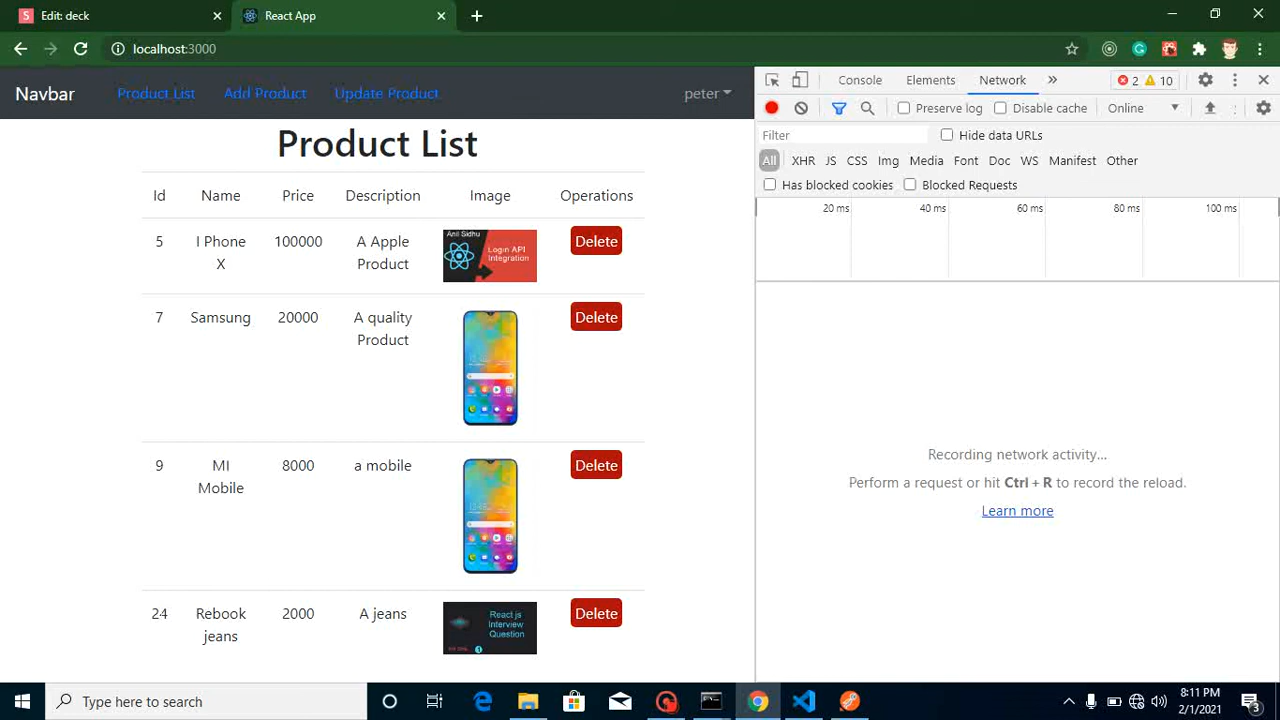 Edit: deck
React App
localhost:3000
Navbar Product List Add Product Update Product peter
Console Elements Network 2 10
Preserve log Disable cache Online
Filter Hide data URLs
All XHR JS CSS Img Media Font Doc WS Manifest Other
Has blocked cookies Blocked Requests
20 ms 40 ms 60 ms 80 ms 100 ms
Recording network activity...
Perform a request or hit Ctrl + R to record the reload.
Learn more
Product List
Id Name Price Description Image Operations
5 I Phone X 100000 A Apple Product Delete
Anil Sidhu
Login API
Integration
7 Samsung 20000 A quality Product Delete
9 MI Mobile 8000 a mobile Delete
24 Rebook jeans 2000 A jeans Delete
React js
Interview
Question
Type here to search
8:11 PM
2/1/2021
3